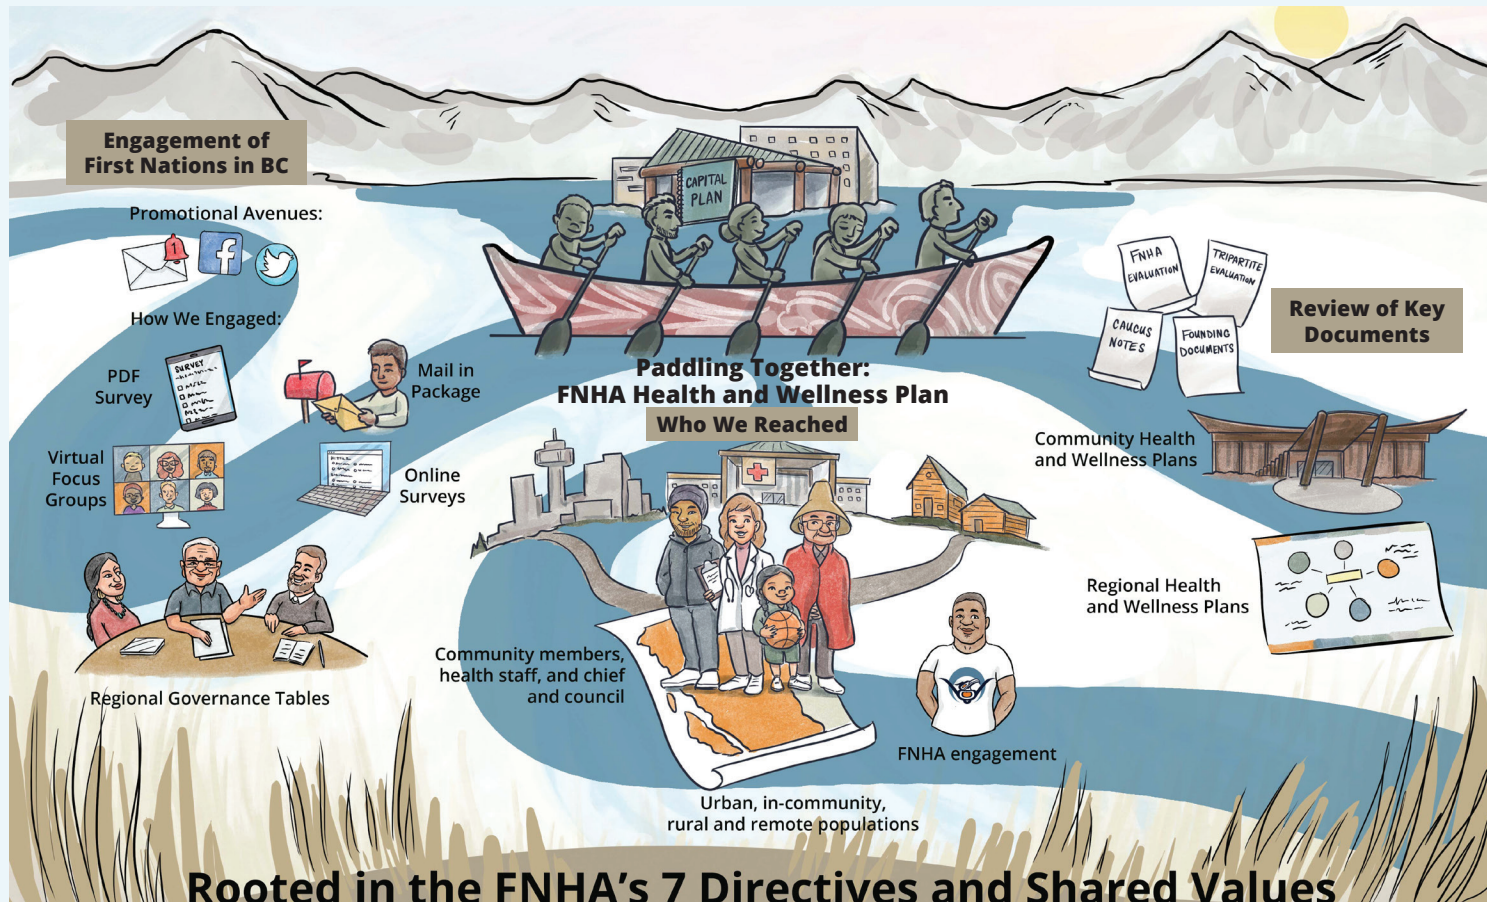 Engagement of
First Nations in BC
Promotional Avenues:
1
How We Engaged:
PDF
Survey
SURVEY
Mail in
Package
Virtual
Focus
Groups
Online
Surveys
Regional Governance Tables
CAPITAL
PLAN
Paddling Together:
FNHA Health and Wellness Plan
Who We Reached
Community members,
health staff, and chief
and council
FNHA engagement
Urban, in-community,
rural and remote populations
FNHA
EVALUATION
TRIPARTITE
EVALUATION
CAUCUS
NOTES
FOUNDING
DOCUMENTS
Review of Key
Documents
Community Health
and Wellness Plans
Regional Health
and Wellness Plans
Rooted in the FNHA's 7 Directives and Shared Values